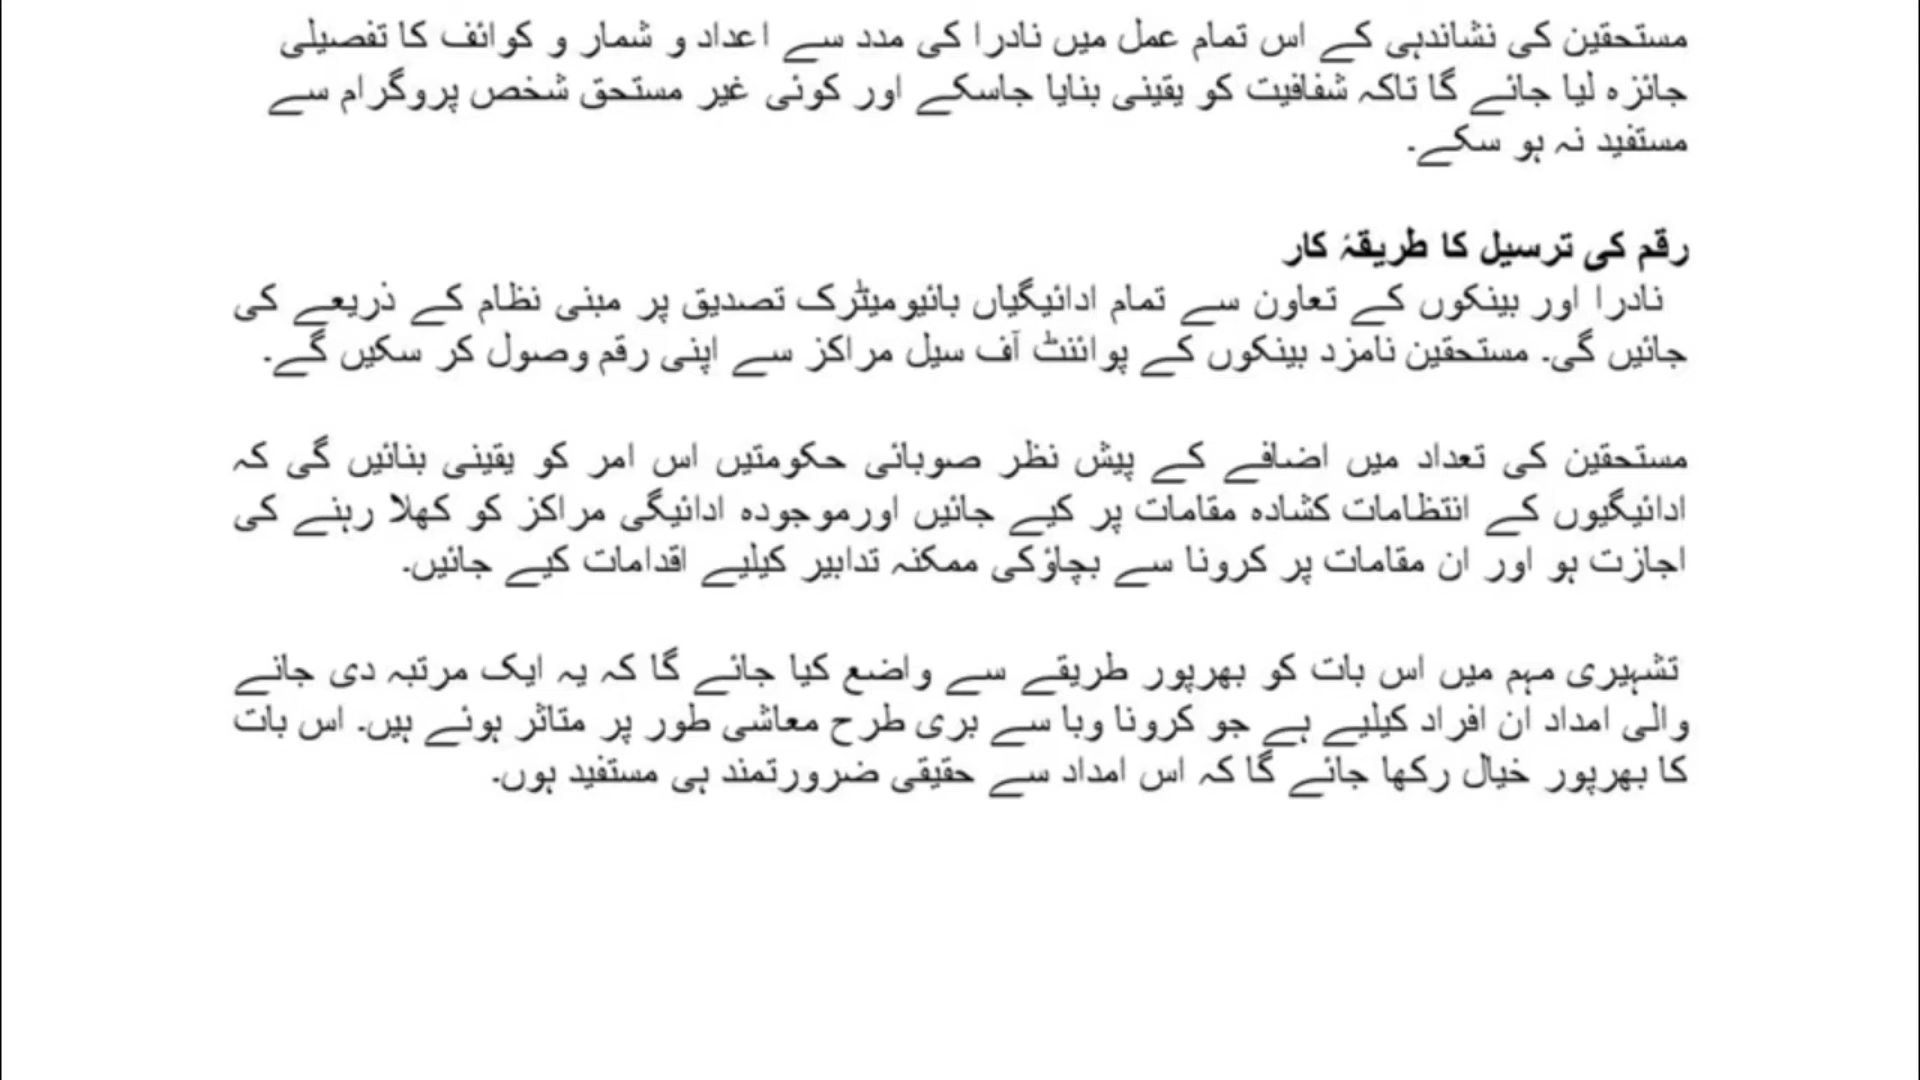 مستحقین کی نشاندہی کے اس تمام عمل میں نادرا کی مدد سے اعداد و شمار و کوائف کا تفصیلی
جائزہ لیا جائے گا تاکہ شفافیت کو یقینی بنایا جاسکے اور کوئی غیر مستحق شخص پروگرام سے
مستفید نہ ہو سکے۔
رقم کی ترسیل کا طریقۂ کار
نادرا اور بینکوں کے تعاون سے تمام ادائیگیاں بائیومیٹرک تصدیق پر مبنی نظام کے ذریعے کی
جائیں گی۔ مستحقین نامزد بینکوں کے پوائنٹ آف سیل مراکز سے اپنی رقم وصول کر سکیں گے۔
مستحقین کی تعداد میں اضافے کے پیش نظر صوبائی حکومتیں اس امر کو یقینی بنائیں گی کہ
ادائیگیوں کے انتظامات کشادہ مقامات پر کیے جائیں اورموجودہ ادائیگی مراکز کو کھلا رہنے کی
اجازت ہو اور ان مقامات پر کرونا سے بچاؤکی ممکنہ تدابیر کیلیے اقدامات کیے جائیں۔
تشہیری مہم میں اس بات کو بھرپور طریقے سے واضع کیا جائے گا کہ یہ ایک مرتبہ دی جانے
والی امداد ان افراد کیلیے ہے جو کرونا وبا سے بری طرح معاشی طور پر متاثر ہوئے ہیں۔ اس بات
کا بھرپور خیال رکھا جائے گا کہ اس امداد سے حقیقی ضرورتمند ہی مستفید ہوں۔